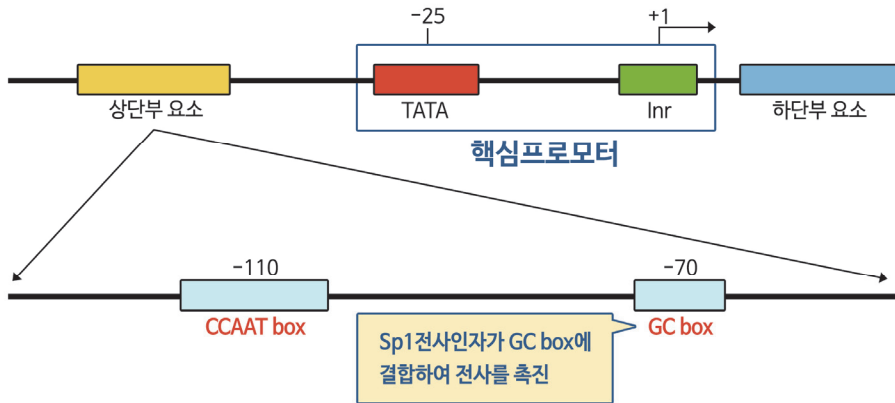 -25
+1
상단부 요소
TATA
Inr
하단부 요소
핵심프로모터
-110
-70
CCAAT box
GC box
Sp1전사인자가 GC box에
결합하여 전사를 촉진